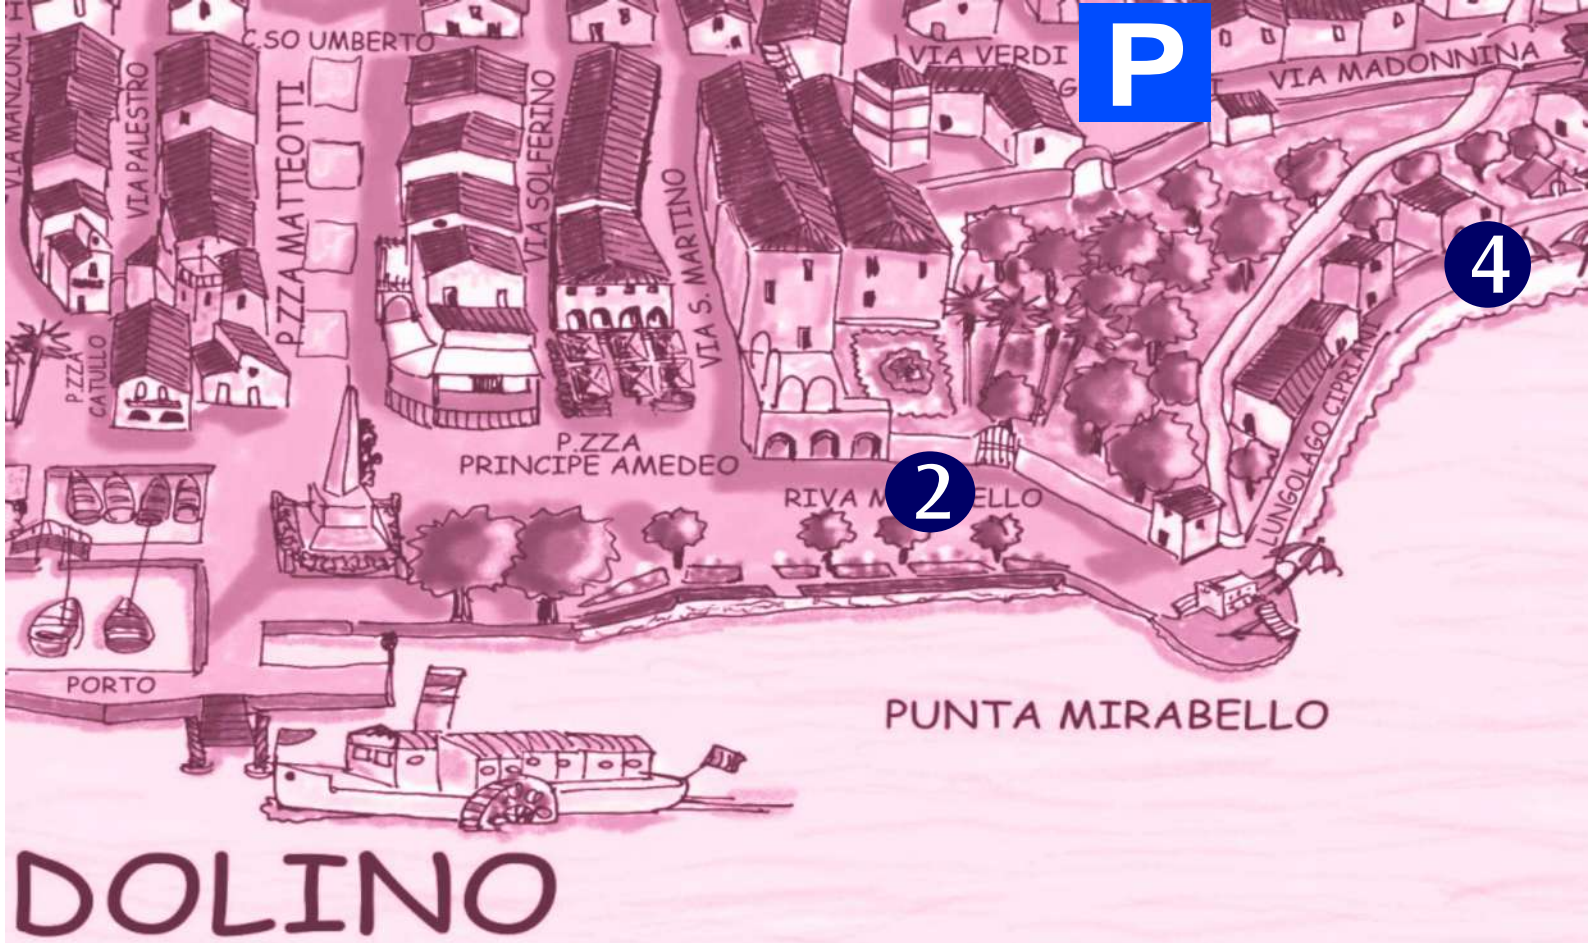 C.SO UMBERTO
VIA VERDI
P
VIA MADONNINA
VIA MANZONI
VIA PALESTRO
P.ZZA MATTEOTTI
VIA SOLFERINO
VIA S. MARTINO
4
P.ZZA
CATULLO
P.ZZA
PRINCIPE AMEDEO
2
LUNGOLAGO CIPRIANI
PORTO
PUNTA MIRABELLO
DOLINO